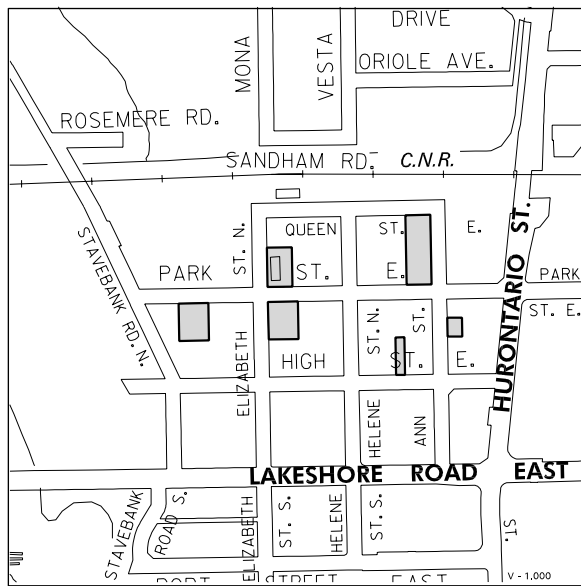 DRIVE
MONA
VESTA
ORIOLE AVE.
ROSEMERE RD.
SANDHAM RD. C.N.R.
STAVEBANK RD. N.
ST. N.
QUEEN ST. E.
HURONTARIO ST.
PARK ST. E. PARK
ST. E.
ELIZABETH
HIGH ST. E.
ST. N.
ST.
HELENE
ANN
LAKESHORE ROAD EAST
STAVEBANK
ROAD S.
ELIZABETH
ST. S.
HELENE
ST. S.
ST.
PORT STREET EAST
V - 1,000